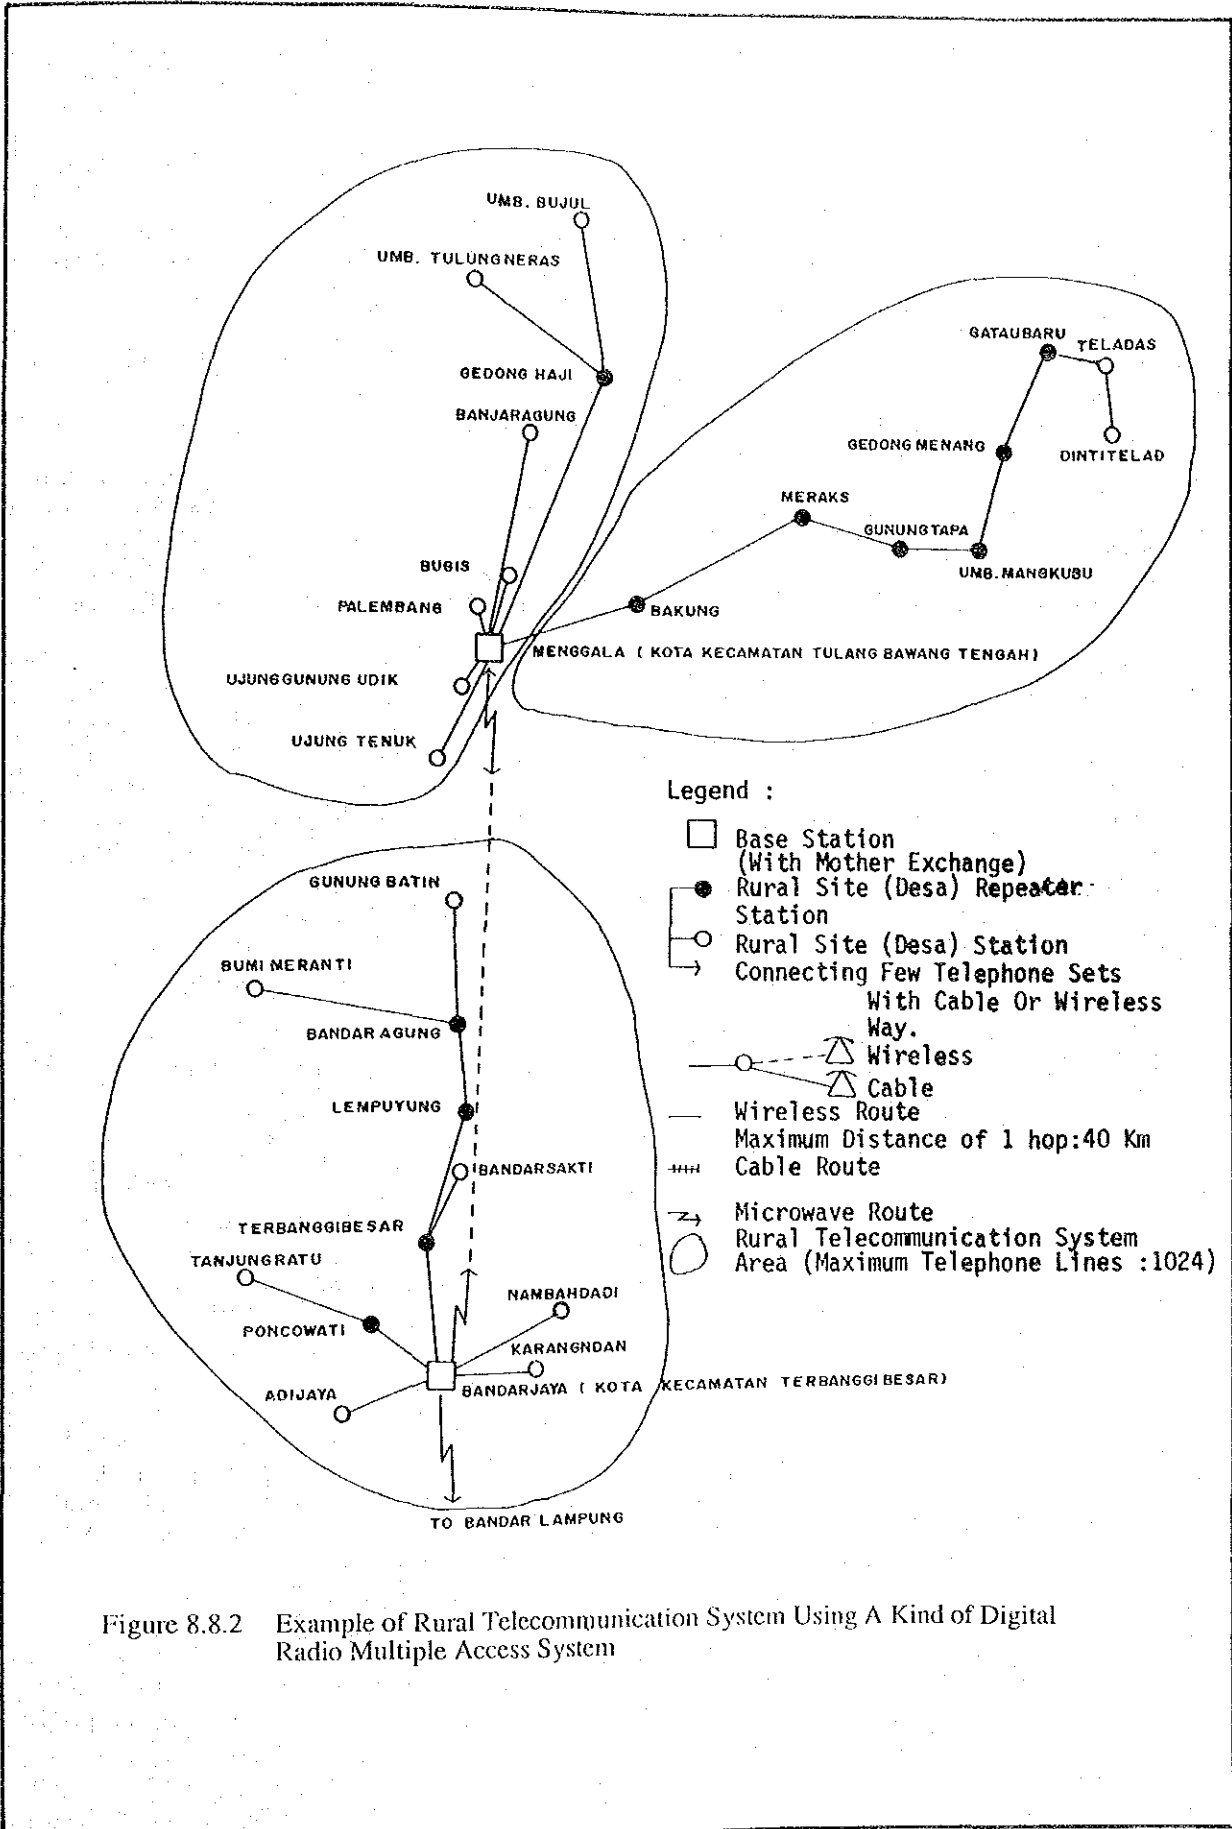 UMB. BUJUL
UMB. TULUNGNERAS
GEDONG HAJI
BANJARAGUNG
BUGIS
PALEMBANG
UJUNGGUNUNG UDIK
UJUNG TENUK
GATAUBARU
TELADAS
GEDONG MENANG
DINTITELAD
MERAKS
GUNUNG TAPA
UMB. MANGKUBU
BAKUNG
MENGGALA ( KOTA KECAMATAN TULANG BAWANG TENGAH)
Legend :
Base Station
(With Mother Exchange)
Rural Site (Desa) Repeater
Station
Rural Site (Desa) Station
Connecting Few Telephone Sets
With Cable Or Wireless
Way.
Wireless
Cable
Wireless Route
Maximum Distance of 1 hop:40 Km
Cable Route
Microwave Route
Rural Telecommunication System
Area (Maximum Telephone Lines :1024)
GUNUNG BATIN
BUMI MERANTI
BANDAR AGUNG
LEMPUYUNG
BANDARSAKTI
TERBANGGIBESAR
TANJUNGRATU
NAMBAHDADI
PONCOWATI
KARANGNDAN
ADIJAYA
BANDARJAYA ( KOTA KECAMATAN TERBANGGIBESAR)
TO BANDAR LAMPUNG
Figure 8.8.2 Example of Rural Telecommunication System Using A Kind of Digital
Radio Multiple Access System